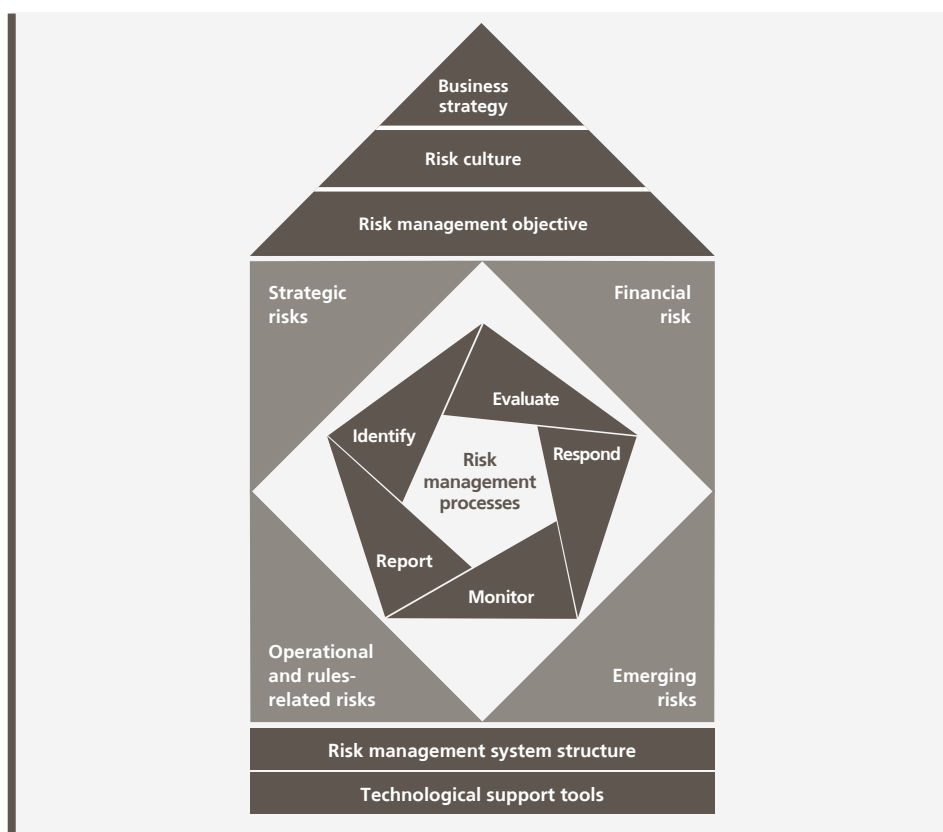 Business
strategy
Risk culture
Risk management objective
Strategic
risks
Financial
risk
Evaluate
Identify
Respond
Risk
management
processes
Report
Monitor
Operational
and rules-
related risks
Emerging
risks
Risk management system structure
Technological support tools